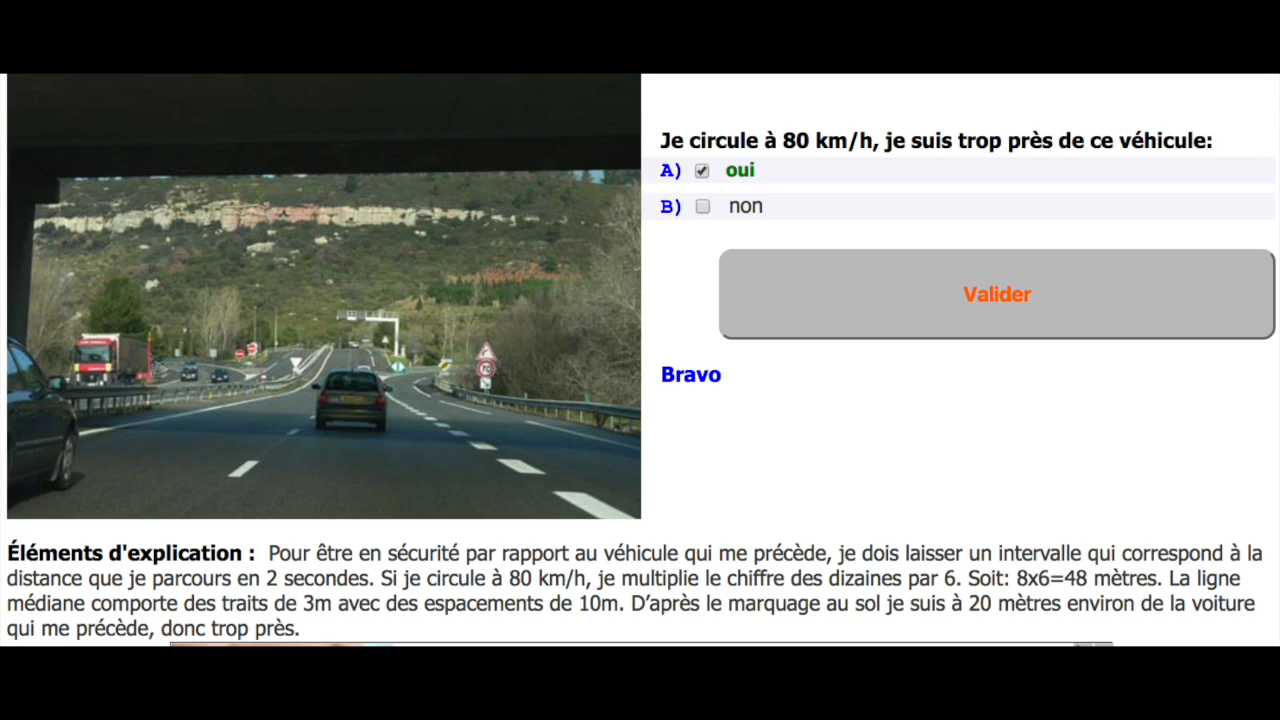 Je circule à 80 km/h, je suis trop près de ce véhicule:
A) oui
B) non
Valider
Bravo
70
Éléments d'explication : Pour être en sécurité par rapport au véhicule qui me précède, je dois laisser un intervalle qui correspond à la
distance que je parcours en 2 secondes. Si je circule à 80 km/h, je multiplie le chiffre des dizaines par 6. Soit: 8x6=48 mètres. La ligne
médiane comporte des traits de 3m avec des espacements de 10m. D’après le marquage au sol je suis à 20 mètres environ de la voiture
qui me précède, donc trop près.